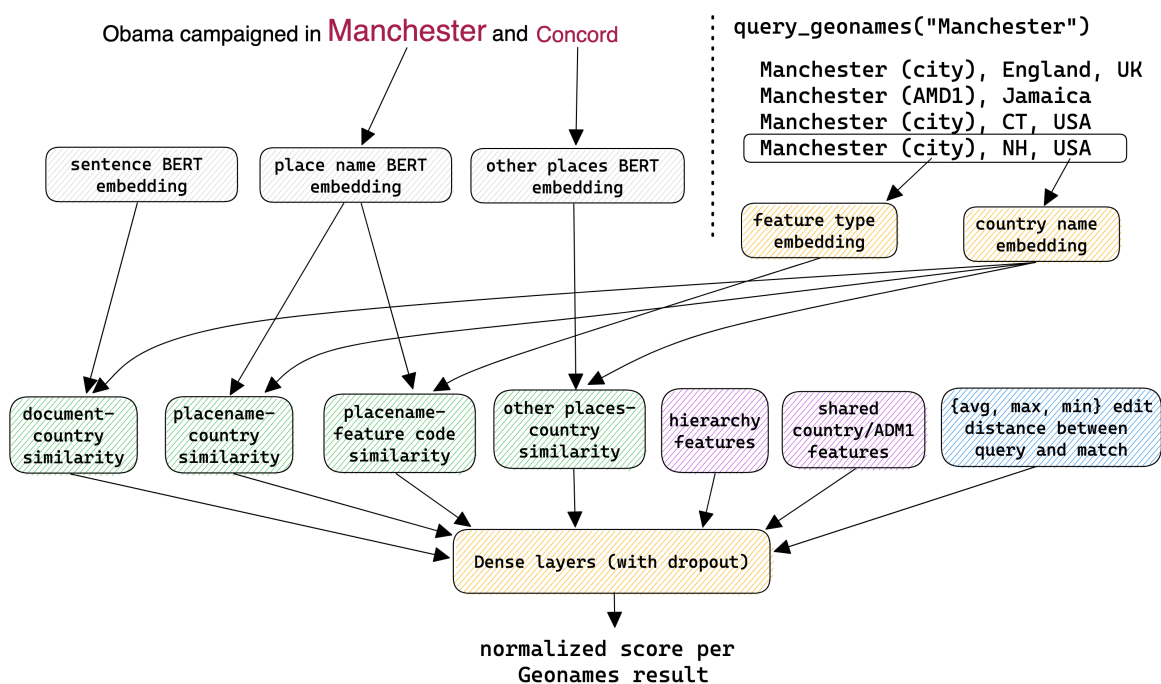 Obama campaigned in Manchester and Concord
query_geonames("Manchester")
Manchester (city), England, UK
Manchester (AMD1), Jamaica
Manchester (city), CT, USA
Manchester (city), NH, USA
sentence BERT
embedding
place name BERT
embedding
other places BERT
embedding
feature type
embedding
country name
embedding
document-
country
similarity
placename-
country
similarity
placename-
feature code
similarity
other places-
country
similarity
hierarchy
features
shared
country/ADM1
features
{avg, max, min} edit
distance between
query and match
Dense layers (with dropout)
normalized score per
Geonames result